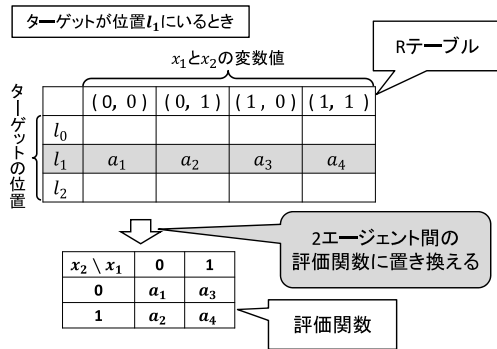 ターゲットが位置l₁にいるとき
Rテーブル
x₁とx₂の変数値
ターゲットの位置
(0, 0) (0, 1) (1, 0) (1, 1)
l₀
l₁ a₁ a₂ a₃ a₄
l₂
2エージェント間の
評価関数に置き換える
x₂ \ x₁ 0 1
0 a₁ a₃
1 a₂ a₄
評価関数